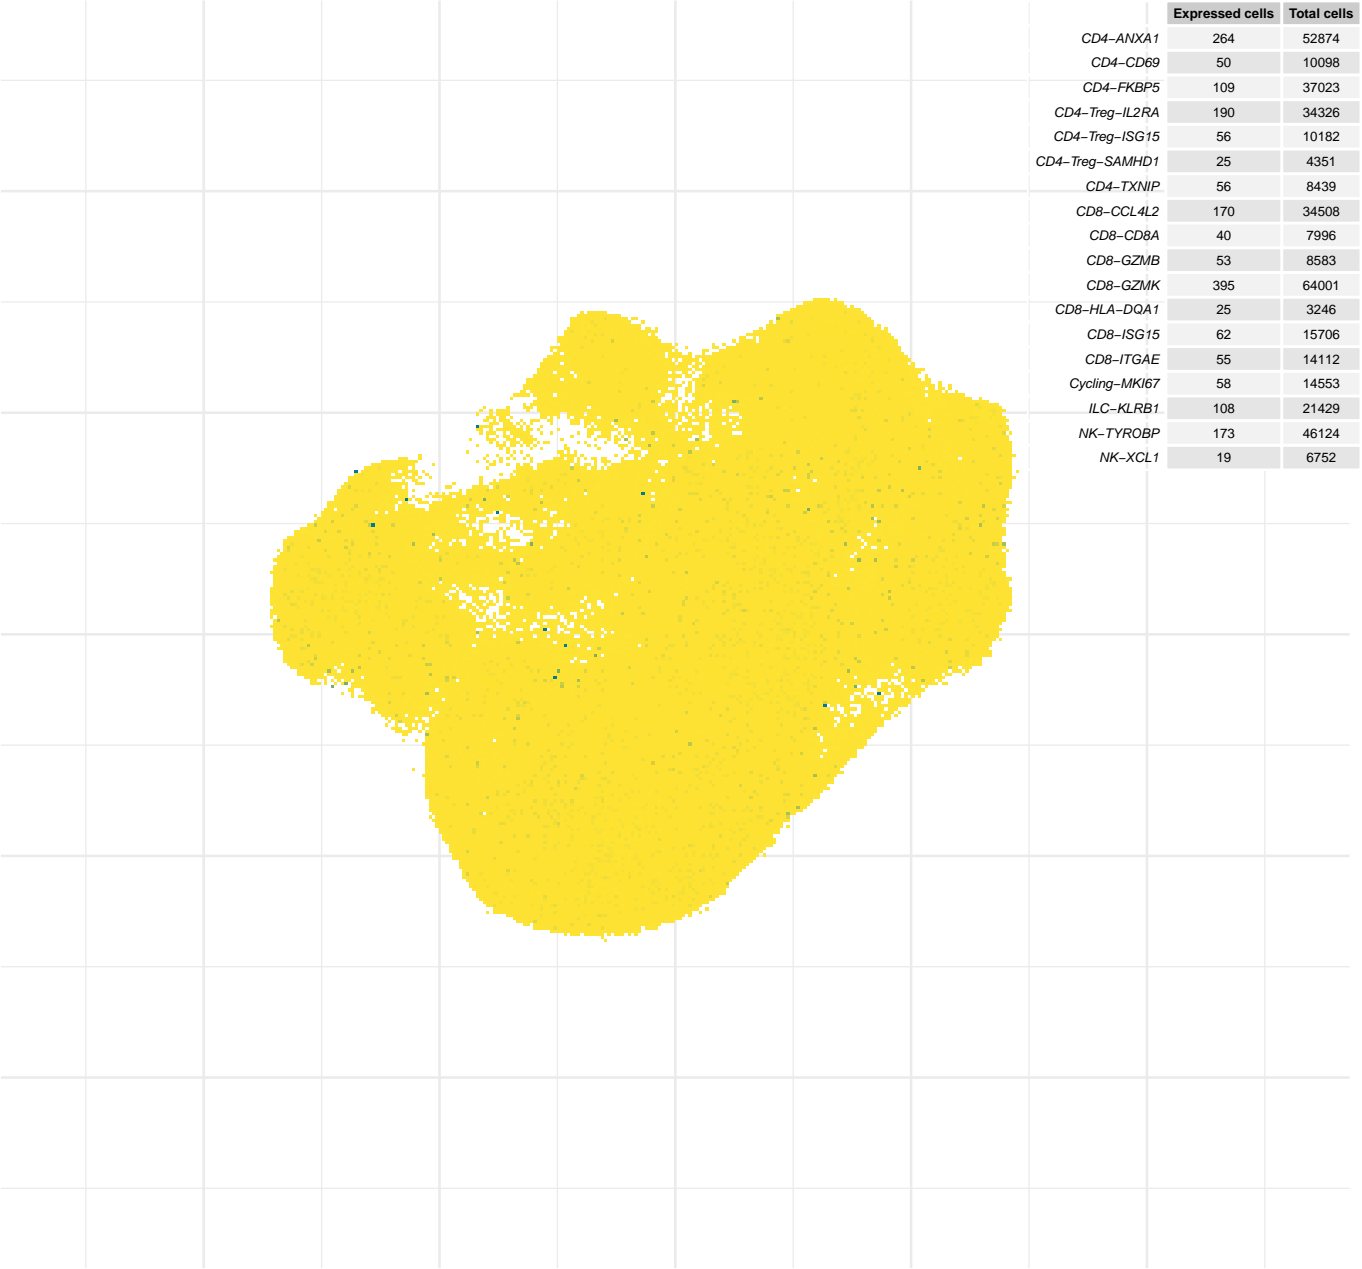 Expressed cells Total cells
CD4−ANXA1 264 52874
CD4−CD69 50 10098
CD4−FKBP5 109 37023
CD4−Treg−IL2RA 190 34326
CD4−Treg−ISG15 56 10182
CD4−Treg−SAMHD1 25 4351
CD4−TXNIP 56 8439
CD8−CCL4L2 170 34508
CD8−CD8A 40 7996
CD8−GZMB 53 8583
CD8−GZMK 395 64001
CD8−HLA−DQA1 25 3246
CD8−ISG15 62 15706
CD8−ITGAE 55 14112
Cycling−MKI67 58 14553
ILC−KLRB1 108 21429
NK−TYROBP 173 46124
NK−XCL1 19 6752